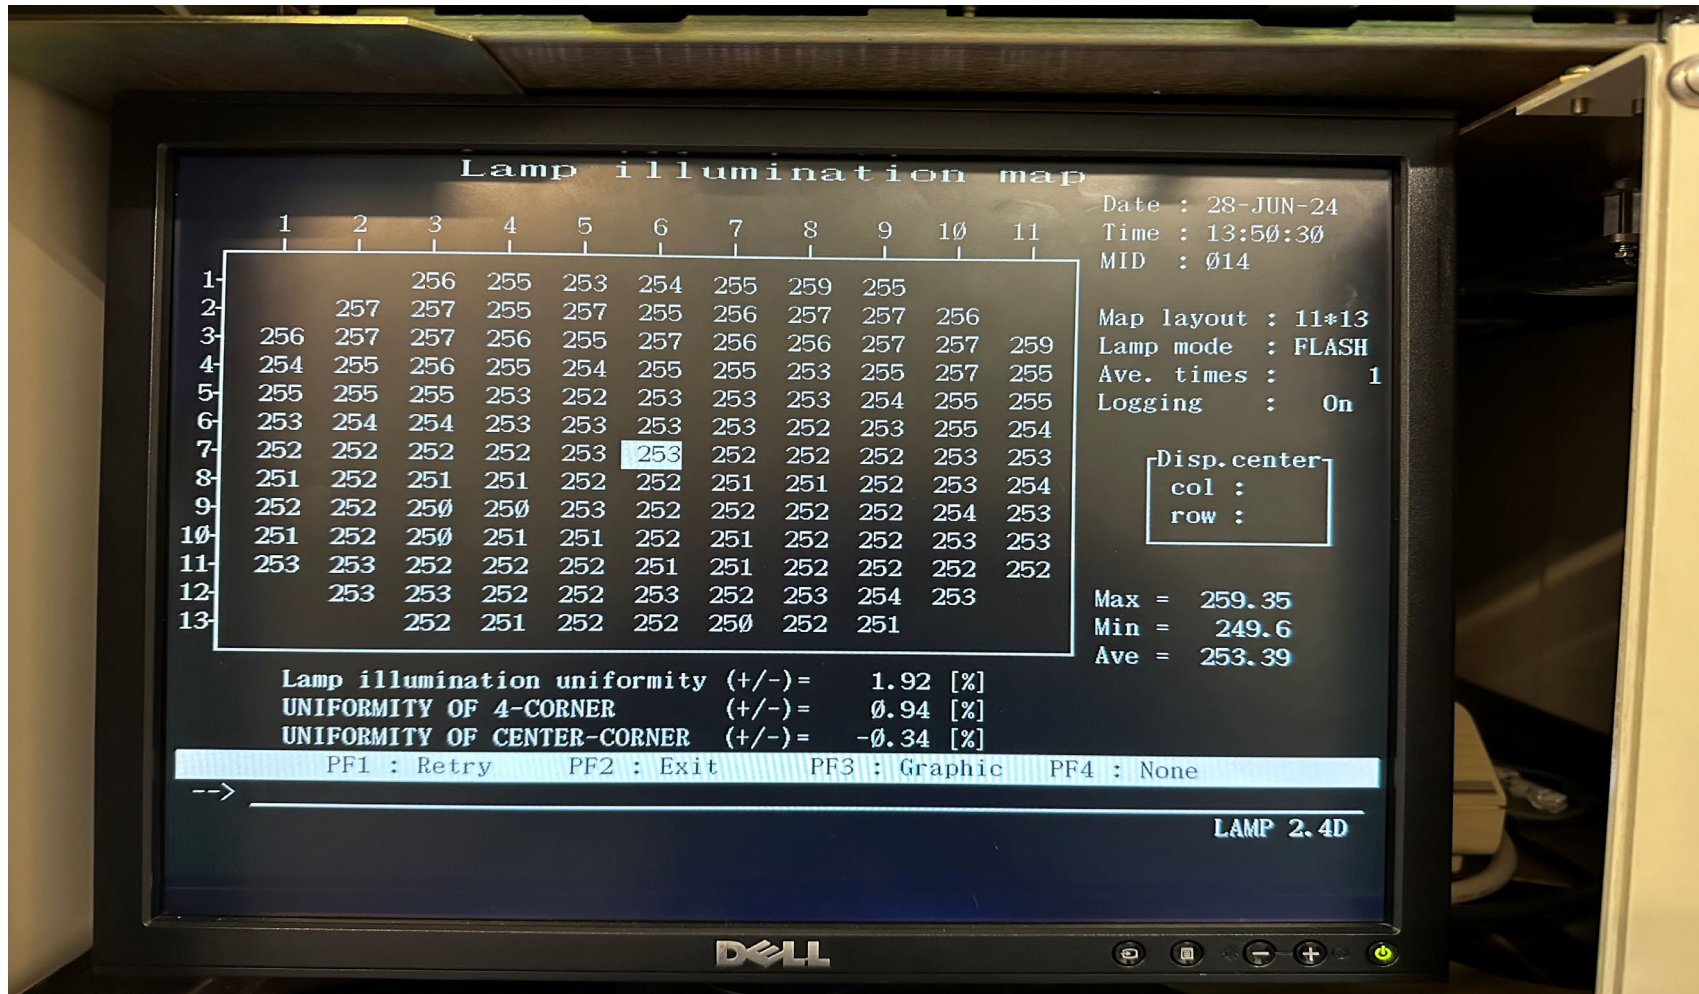 Lamp illumination map
Date : 28-JUN-24
Time : 13:5Ø:3Ø
MID : Ø14
1 2 3 4 5 6 7 8 9 1Ø 11
1- 256 255 253 254 255 259 255
2- 257 257 255 257 255 256 257 257 256
3- 256 257 257 256 255 257 256 256 257 257 259
4- 254 255 256 255 254 255 255 253 255 257 255
5- 255 255 255 253 252 253 253 253 254 255 255
6- 253 254 254 253 253 253 253 252 253 255 254
7- 252 252 252 252 253 253 252 252 252 253 253
8- 251 252 251 251 252 252 251 251 252 253 254
9- 252 252 25Ø 25Ø 253 252 252 252 252 254 253
1Ø- 251 252 25Ø 251 251 252 251 252 252 253 253
11- 253 253 252 252 252 251 251 252 252 252 252
12- 253 253 252 252 253 252 253 254 253
13- 252 251 252 252 25Ø 252 251
Map layout : 11*13
Lamp mode : FLASH
Ave. times : 1
Logging : On
Disp.center
col :
row :
Max = 259.35
Min = 249.6
Ave = 253.39
Lamp illumination uniformity (+/-)= 1.92 [%]
UNIFORMITY OF 4-CORNER (+/-)= Ø.94 [%]
UNIFORMITY OF CENTER-CORNER (+/-)= -Ø.34 [%]
PF1 : Retry PF2 : Exit PF3 : Graphic PF4 : None
-->
LAMP 2.4D
DELL